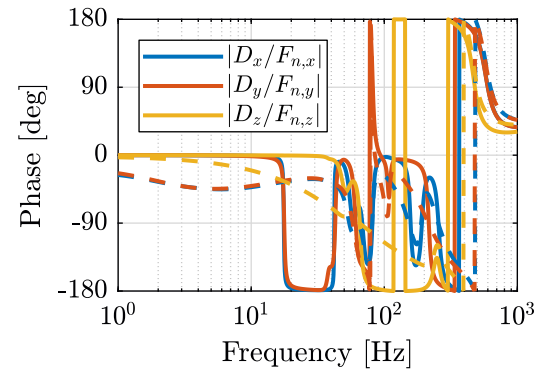 180
90
0
-90
-180
Phase [deg]
|D_x/F_{n,x}|
|D_y/F_{n,y}|
|D_z/F_{n,z}|
10^0 10^1 10^2 10^3
Frequency [Hz]